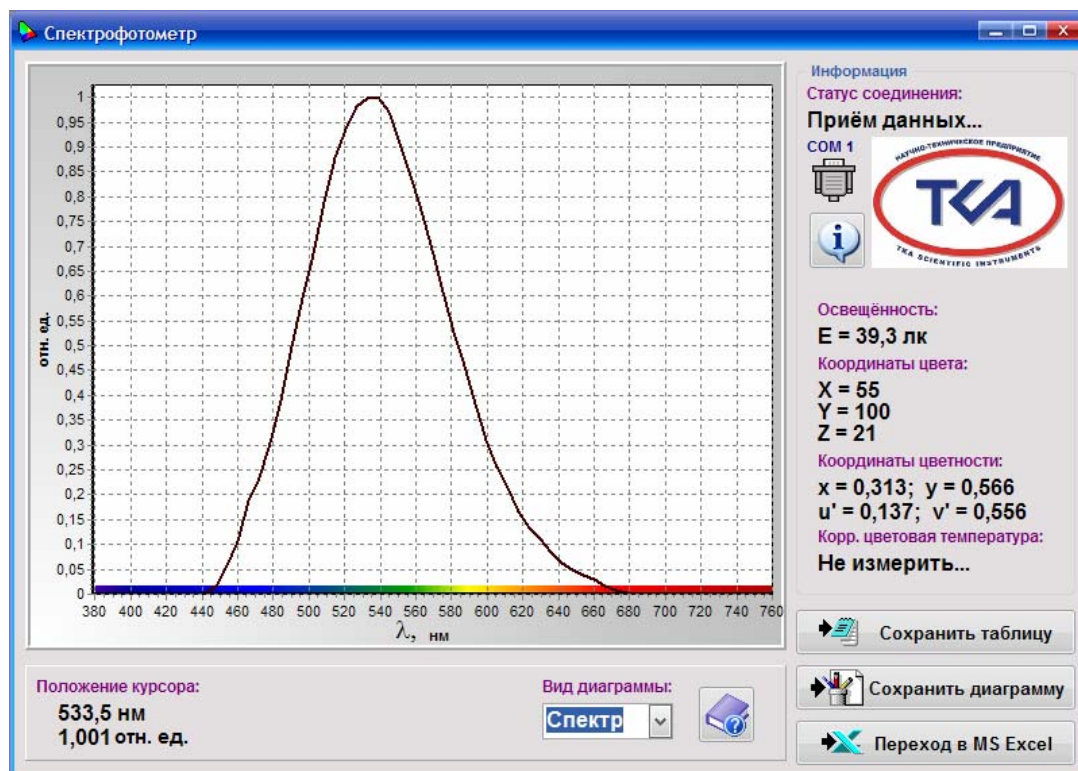 Спектрофотометр
отн. ед.
1
0,95
0,9
0,85
0,8
0,75
0,7
0,65
0,6
0,55
0,5
0,45
0,4
0,35
0,3
0,25
0,2
0,15
0,1
0,05
0
380 400 420 440 460 480 500 520 540 560 580 600 620 640 660 680 700 720 740 760
λ, нм
Информация
Статус соединения:
Приём данных...
COM 1
НАУЧНО-ТЕХНИЧЕСКОЕ ПРЕДПРИЯТИЕ
ТКА
TKA SCIENTIFIC INSTRUMENTS
Освещённость:
E = 39,3 лк
Координаты цвета:
X = 55
Y = 100
Z = 21
Координаты цветности:
x = 0,313; y = 0,566
u' = 0,137; v' = 0,556
Корр. цветовая температура:
Не измерить...
Сохранить таблицу
Сохранить диаграмму
Переход в MS Excel
Положение курсора:
533,5 нм
1,001 отн. ед.
Вид диаграммы:
Спектр